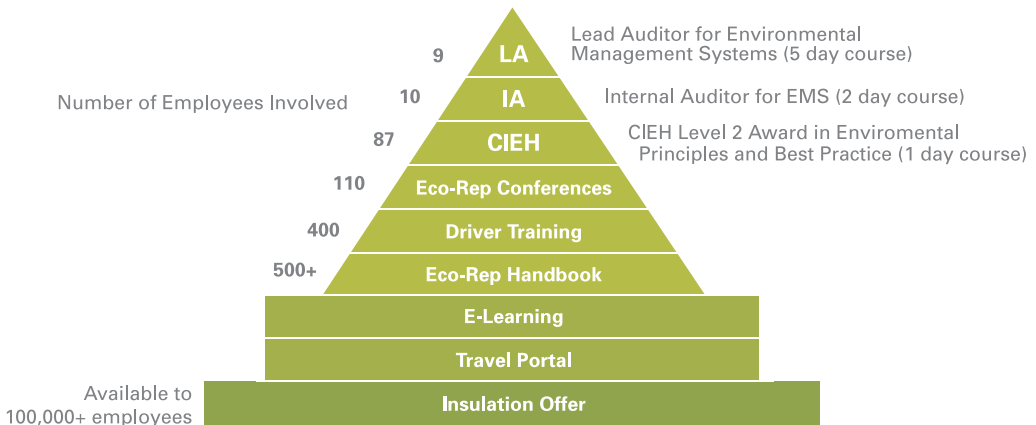 Lead Auditor for Environmental
9 LA Management Systems (5 day course)
Number of Employees Involved 10 IA Internal Auditor for EMS (2 day course)
87 CIEH CIEH Level 2 Award in Enviromental
Principles and Best Practice (1 day course)
110 Eco-Rep Conferences
400 Driver Training
500+ Eco-Rep Handbook
E-Learning
Travel Portal
Available to
100,000+ employees
Insulation Offer